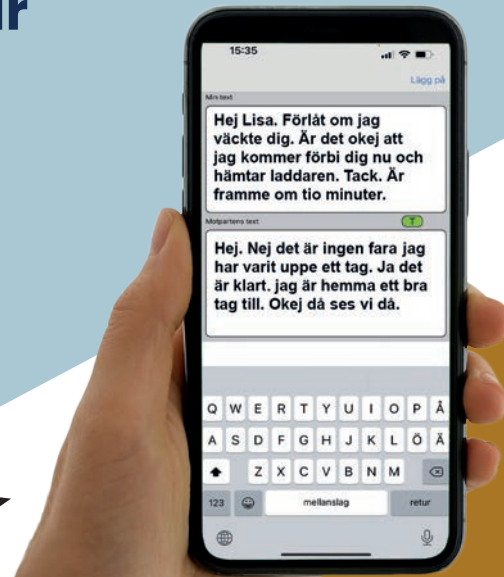 15:35
Lägg på
Min text
Hej Lisa. Förlåt om jag
väckte dig. Är det okej att
jag kommer förbi dig nu och
hämtar laddaren. Tack. Är
framme om tio minuter.
Motpartens text
T
Hej. Nej det är ingen fara jag
har varit uppe ett tag. Ja det
är klart. jag är hemma ett bra
tag till. Okej då ses vi då.
Q W E R T Y U I O P Å
A S D F G H J K L Ö Ä
Z X C V B N M
123 mellanslag retur